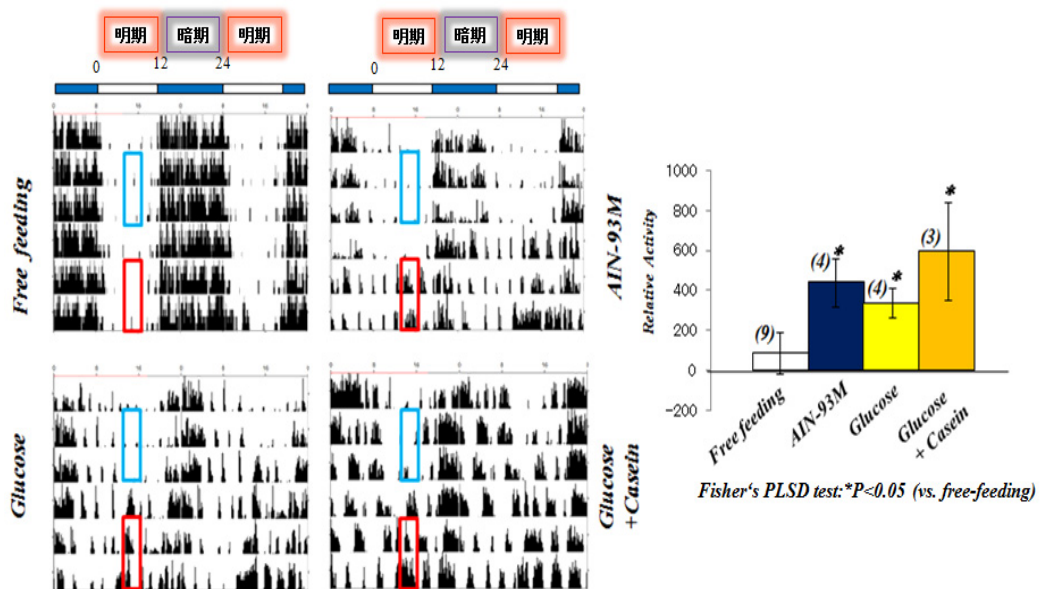 明期 暗期 明期
0 12 24
明期 暗期 明期
0 12 24
Free feeding
AIN-93M
Glucose
Glucose
+Casein
Relative Activity
1000
800
600
400
200
0
−200
(9)
(4) *
(4) *
(3) *
Free feeding
AIN-93M
Glucose
Glucose
+ Casein
Fisher's PLSD test:*P<0.05 (vs. free-feeding)